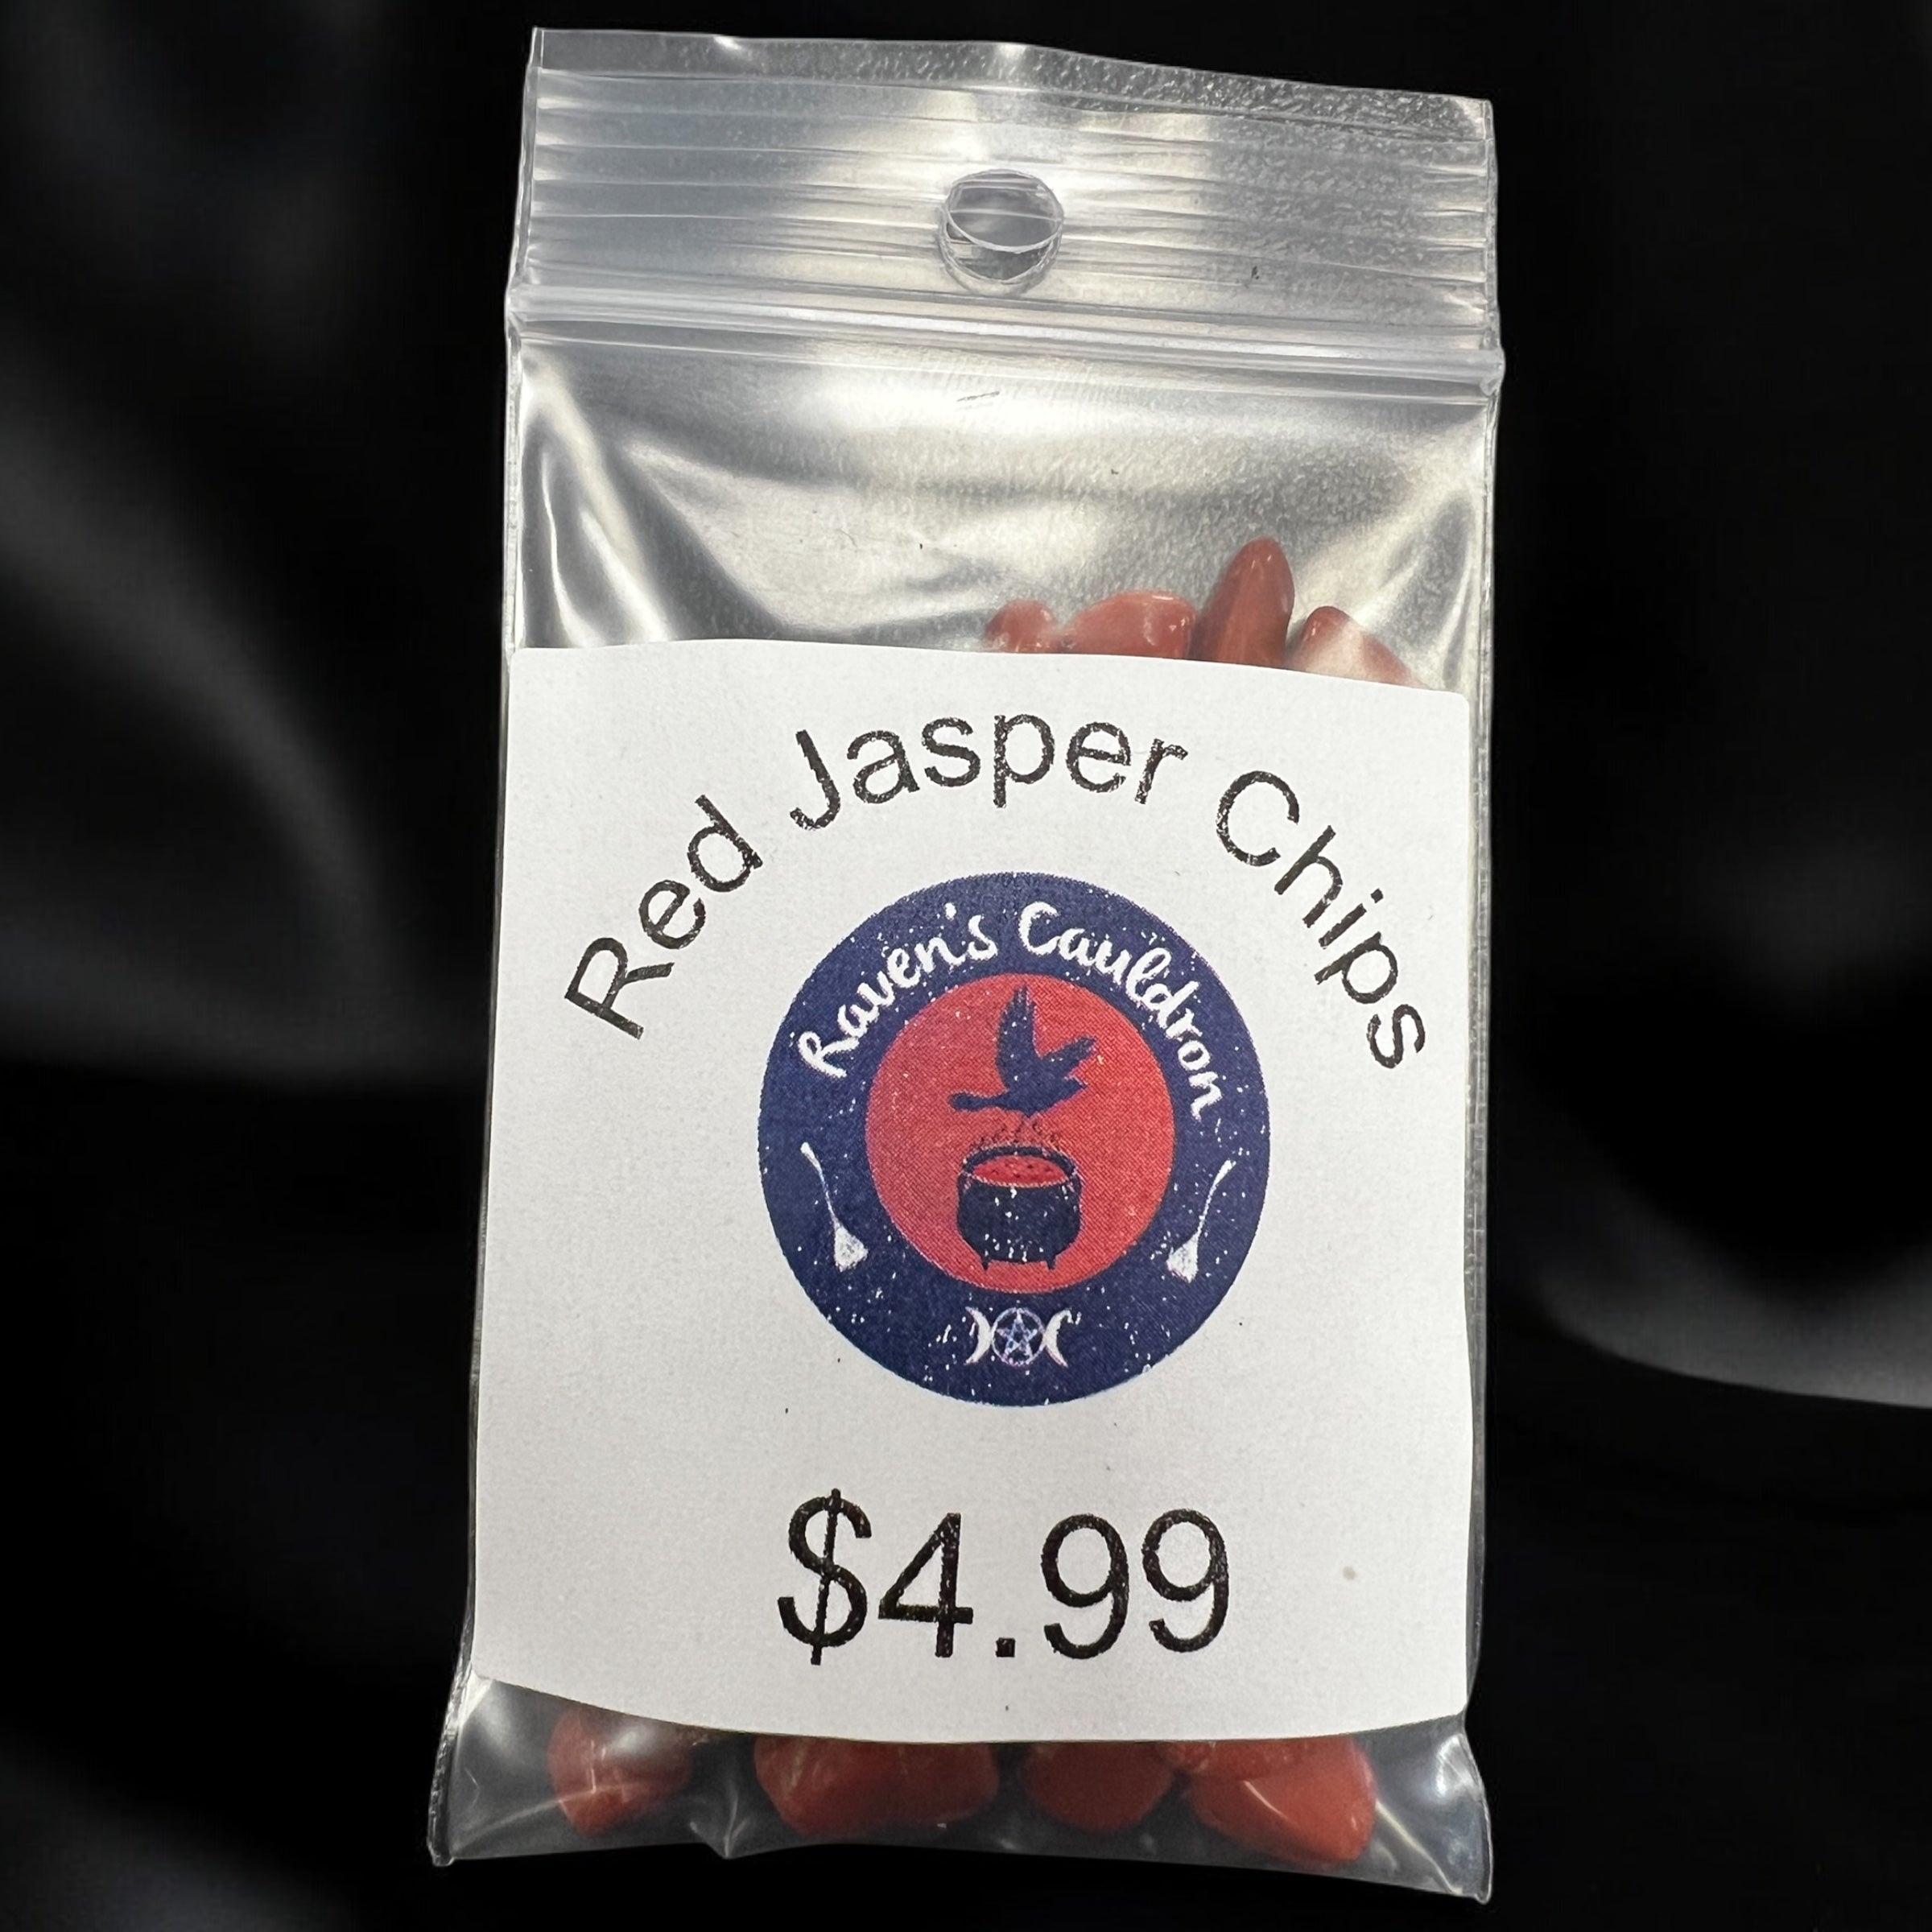 Red Jasper Chips
Raven's Cauldron
$4.99